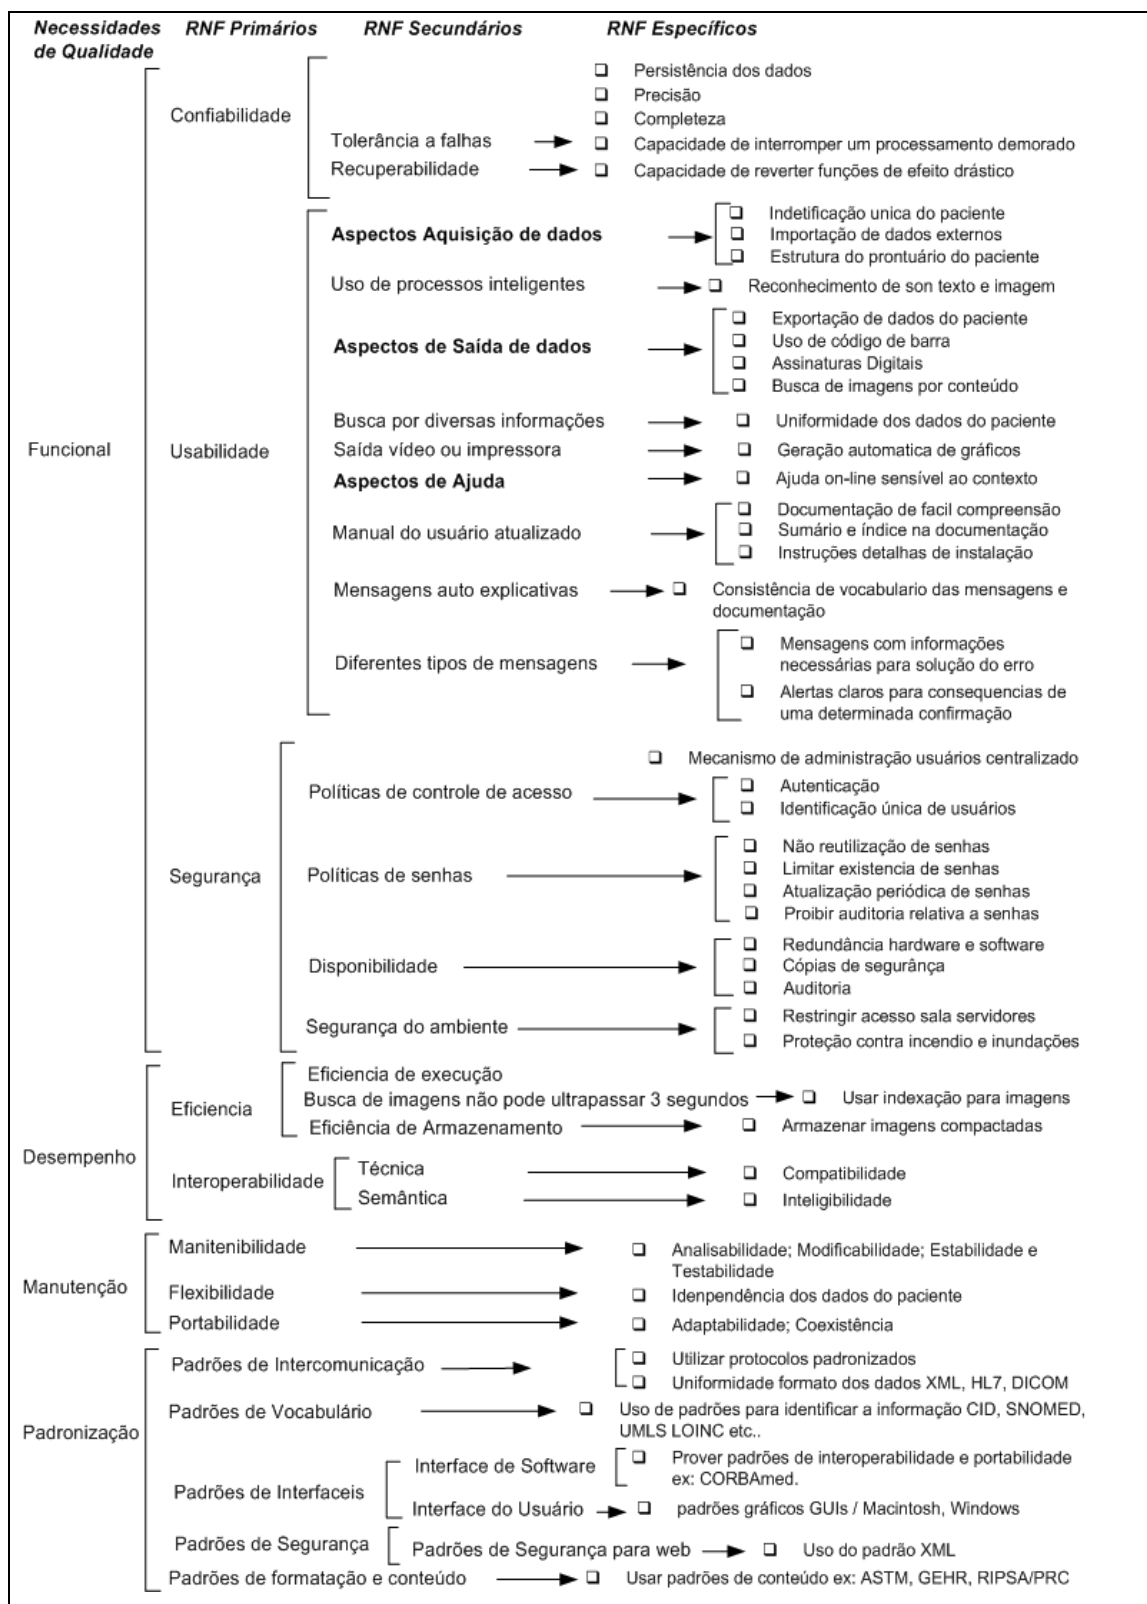 Necessidades RNF Primários RNF Secundários RNF Específicos
de Qualidade
Persistência dos dados
Precisão
Confiabilidade
Completeza
Tolerância a falhas Capacidade de interromper um processamento demorado
Recuperabilidade Capacidade de reverter funções de efeito drástico
Indetificação unica do paciente
Aspectos Aquisição de dados Importação de dados externos
Estrutura do prontuário do paciente
Uso de processos inteligentes Reconhecimento de son texto e imagem
Exportação de dados do paciente
Uso de código de barra
Aspectos de Saída de dados
Assinaturas Digitais
Busca de imagens por conteúdo
Busca por diversas informações Uniformidade dos dados do paciente
Funcional Usabilidade Saída vídeo ou impressora Geração automatica de gráficos
Aspectos de Ajuda Ajuda on-line sensível ao contexto
Documentação de facil compreensão
Manual do usuário atualizado Sumário e índice na documentação
Instruções detalhas de instalação
Mensagens auto explicativas Consistência de vocabulario das mensagens e
documentação
Mensagens com informações
Diferentes tipos de mensagens necessárias para solução do erro
Alertas claros para consequencias de
uma determinada confirmação
Mecanismo de administração usuários centralizado
Políticas de controle de acesso Autenticação
Identificação única de usuários
Não reutilização de senhas
Limitar existencia de senhas
Segurança Políticas de senhas
Atualização periódica de senhas
Proibir auditoria relativa a senhas
Redundância hardware e software
Disponibilidade Cópias de segurânça
Auditoria
Restringir acesso sala servidores
Segurança do ambiente
Proteção contra incendio e inundações
Eficiencia de execução
Eficiencia Busca de imagens não pode ultrapassar 3 segundos Usar indexação para imagens
Eficiência de Armazenamento Armazenar imagens compactadas
Desempenho
Técnica Compatibilidade
Interoperabilidade
Semântica Inteligibilidade
Manitenibilidade Analisabilidade; Modificabilidade; Estabilidade e
Testabilidade
Manutenção Flexibilidade Idenpendência dos dados do paciente
Portabilidade Adaptabilidade; Coexistência
Padrões de Intercomunicação Utilizar protocolos padronizados
Uniformidade formato dos dados XML, HL7, DICOM
Padrões de Vocabulário Uso de padrões para identificar a informação CID, SNOMED,
Padronização UMLS LOINC etc..
Interface de Software Prover padrões de interoperabilidade e portabilidade
ex: CORBAmed.
Padrões de Interfaceis
Interface do Usuário padrões gráficos GUIs / Macintosh, Windows
Padrões de Segurança Padrões de Segurança para web Uso do padrão XML
Padrões de formatação e conteúdo Usar padrões de conteúdo ex: ASTM, GEHR, RIPSA/PRC